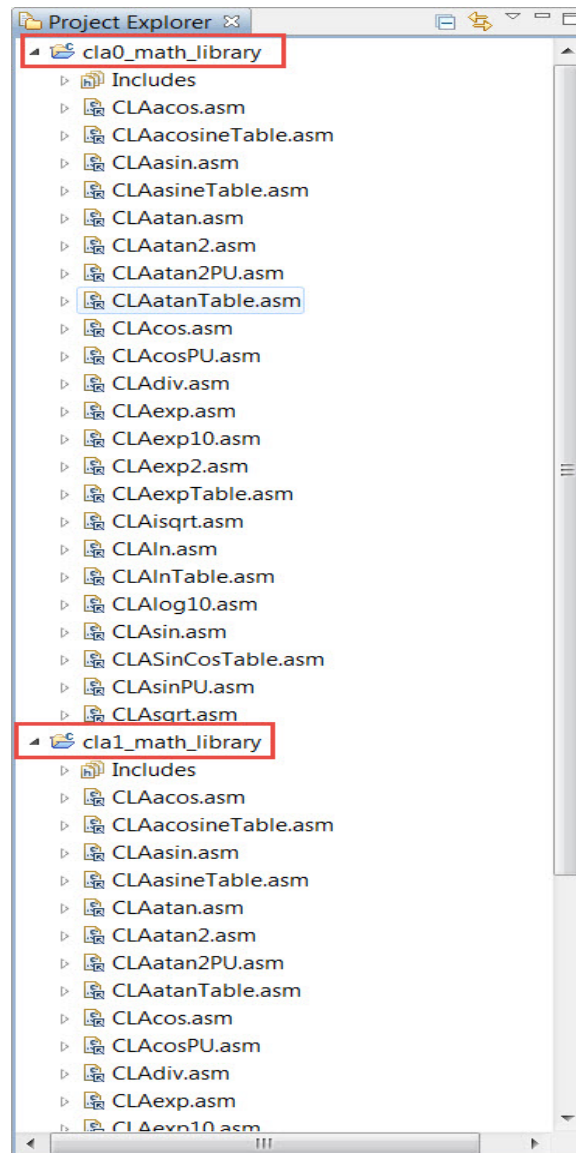 Project Explorer
cla0_math_library
Includes
CLAacos.asm
CLAacosineTable.asm
CLAasin.asm
CLAasineTable.asm
CLAatan.asm
CLAatan2.asm
CLAatan2PU.asm
CLAatanTable.asm
CLAcos.asm
CLAcosPU.asm
CLAdiv.asm
CLAexp.asm
CLAexp10.asm
CLAexp2.asm
CLAexpTable.asm
CLAisqrt.asm
CLAln.asm
CLAlnTable.asm
CLAlog10.asm
CLAsin.asm
CLASinCosTable.asm
CLAsinPU.asm
CLAsqrt.asm
cla1_math_library
Includes
CLAacos.asm
CLAacosineTable.asm
CLAasin.asm
CLAasineTable.asm
CLAatan.asm
CLAatan2.asm
CLAatan2PU.asm
CLAatanTable.asm
CLAcos.asm
CLAcosPU.asm
CLAdiv.asm
CLAexp.asm
CLAexp10.asm